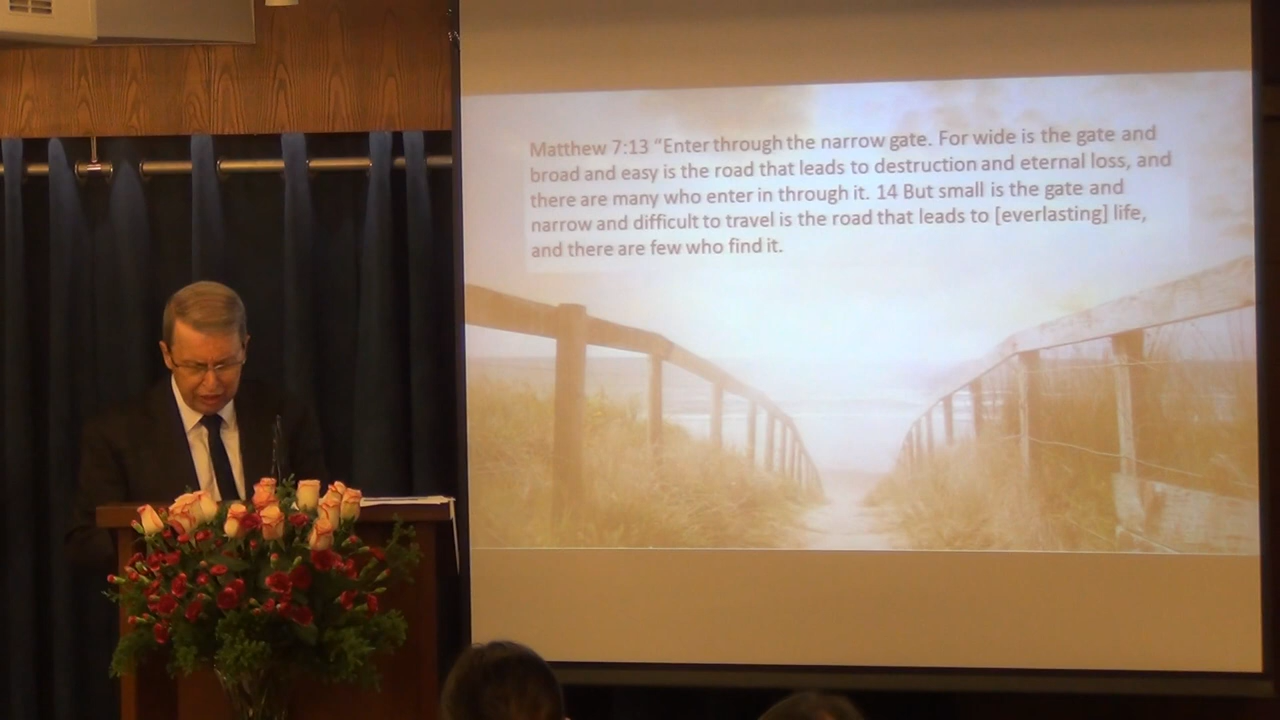 Matthew 7:13 “Enter through the narrow gate. For wide is the gate and
broad and easy is the road that leads to destruction and eternal loss, and
there are many who enter in through it. 14 But small is the gate and
narrow and difficult to travel is the road that leads to [everlasting] life,
and there are few who find it.